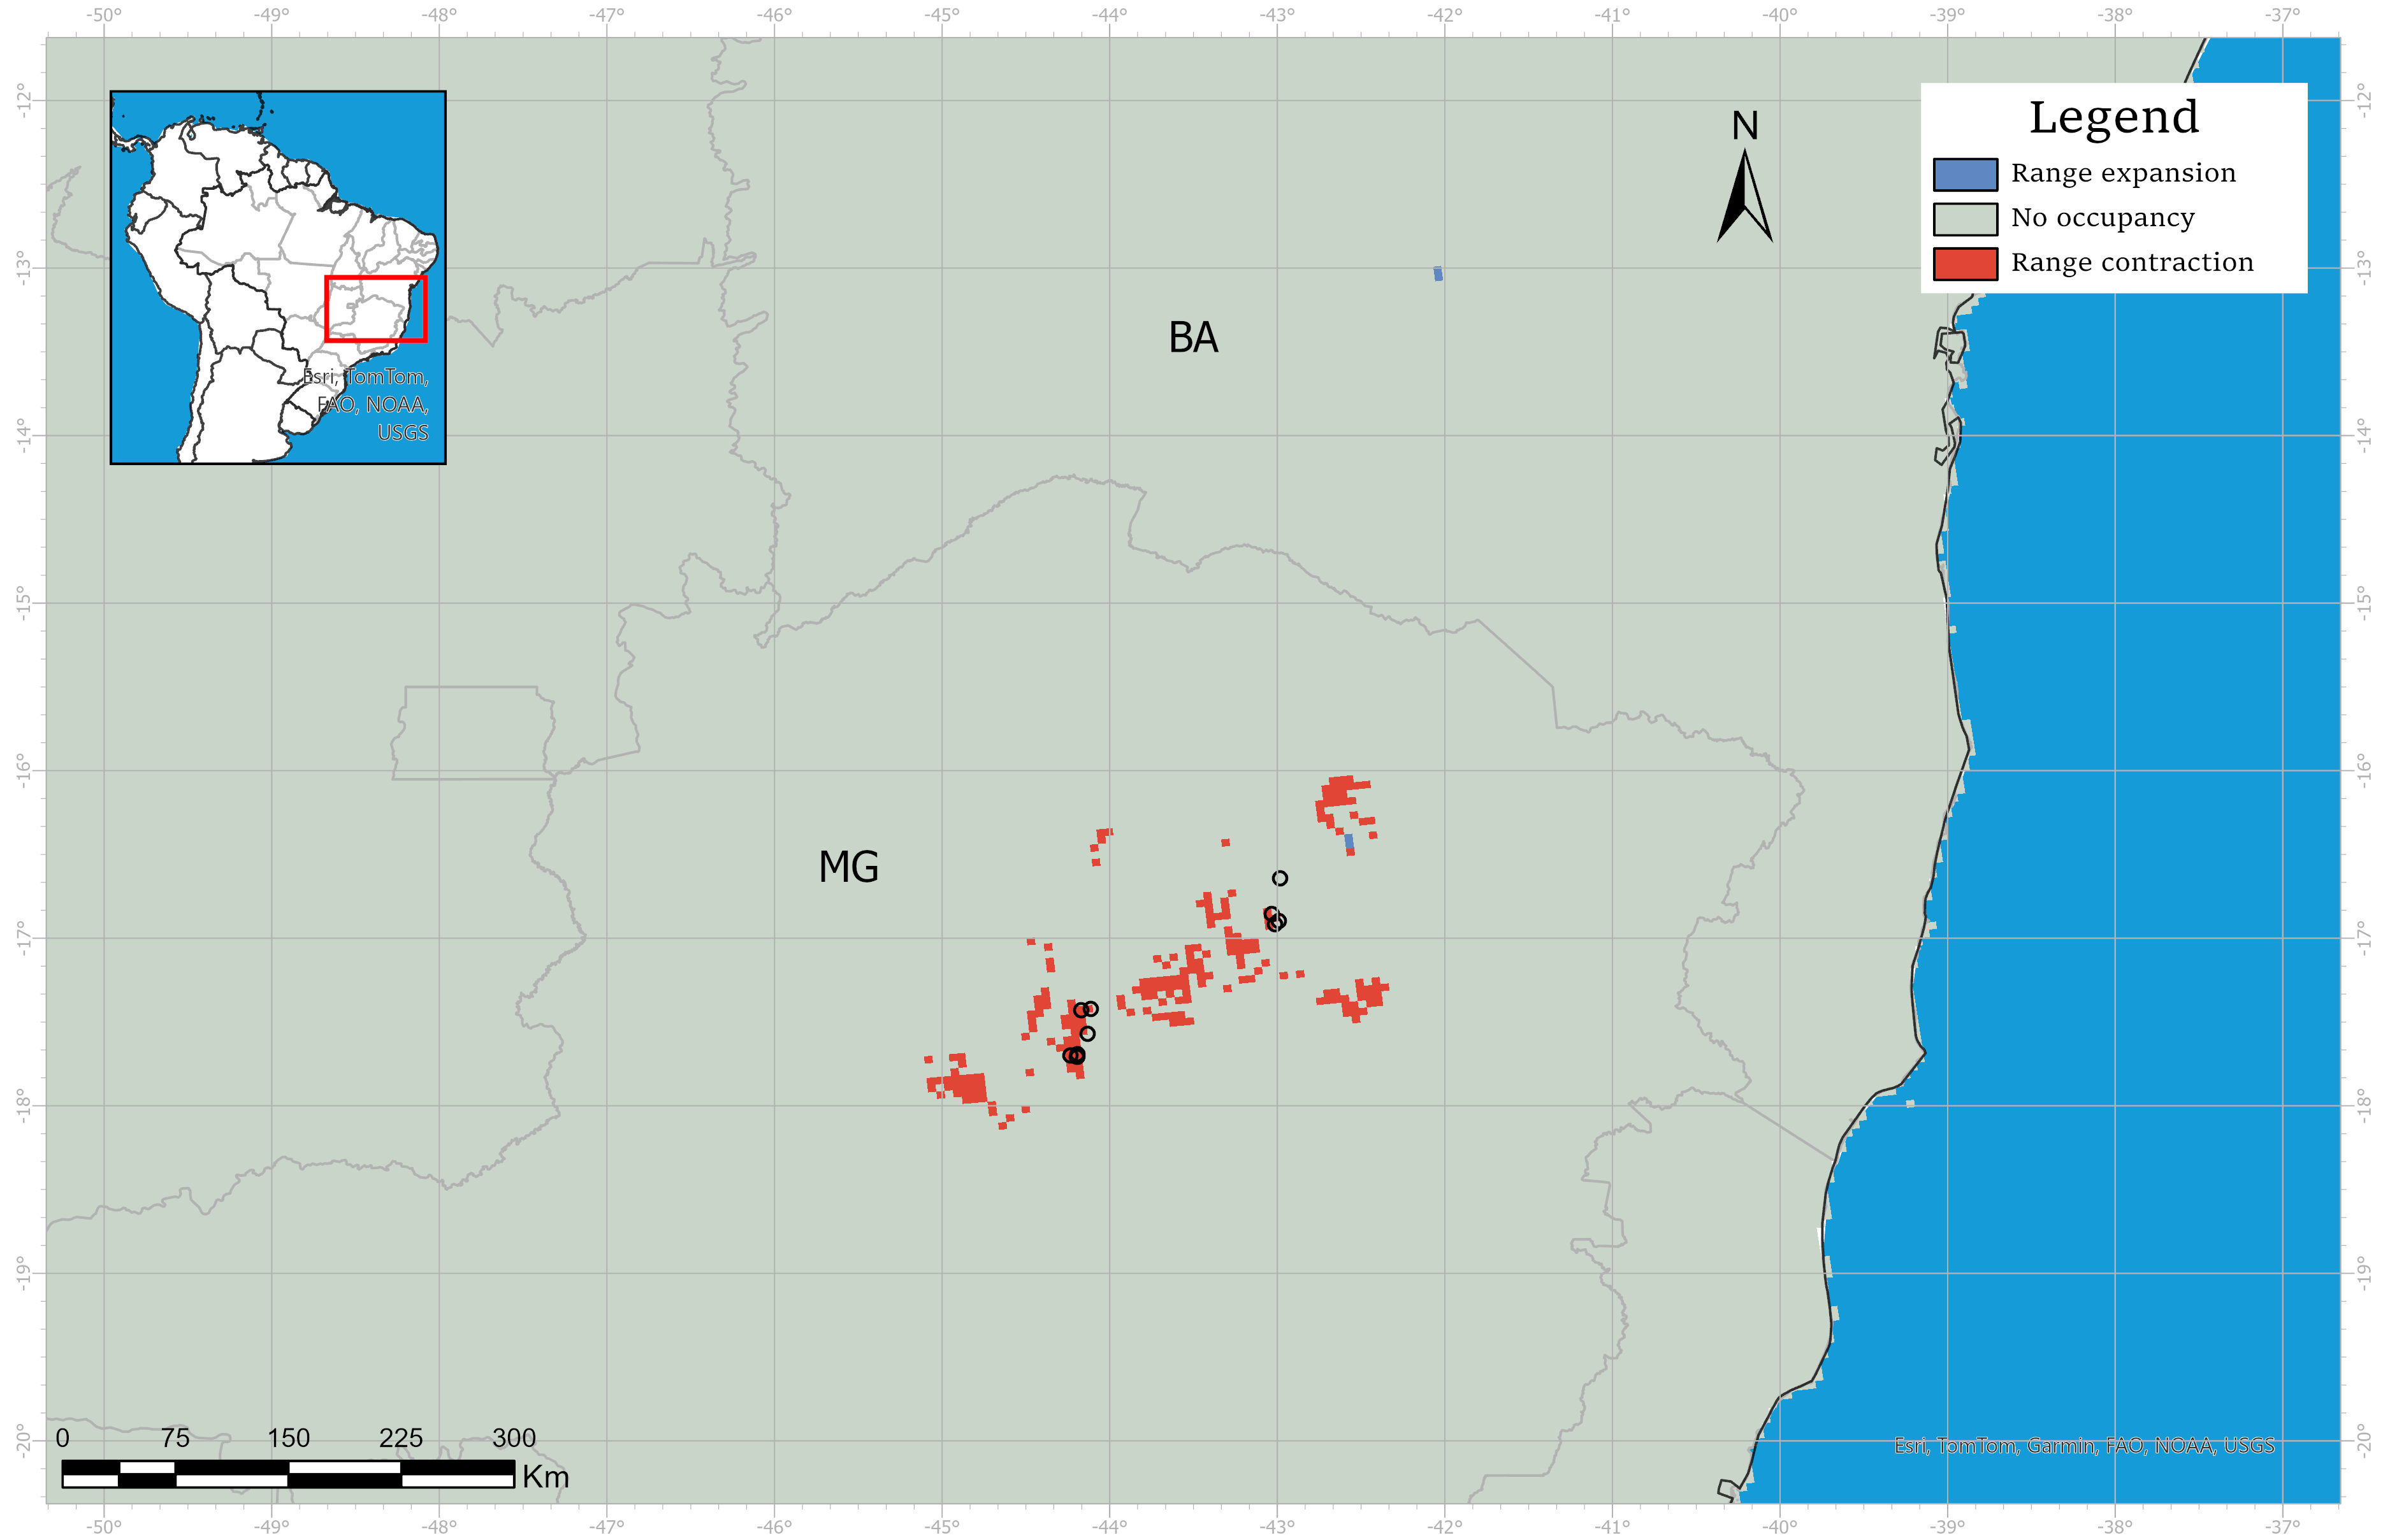 -50° -49° -48° -47° -46° -45° -44° -43° -42° -41° -40° -39° -38° -37°
-12° -12°
-13° -13°
-14° -14°
-15° -15°
-16° -16°
-17° -17°
-18° -18°
-19° -19°
-20° -20°
Esri, TomTom,
FAO, NOAA,
USGS
N
Legend
Range expansion
No occupancy
Range contraction
BA
MG
0 75 150 225 300
Km
Esri, TomTom, Garmin, FAO, NOAA, USGS
-50° -49° -48° -47° -46° -45° -44° -43° -42° -41° -40° -39° -38° -37°